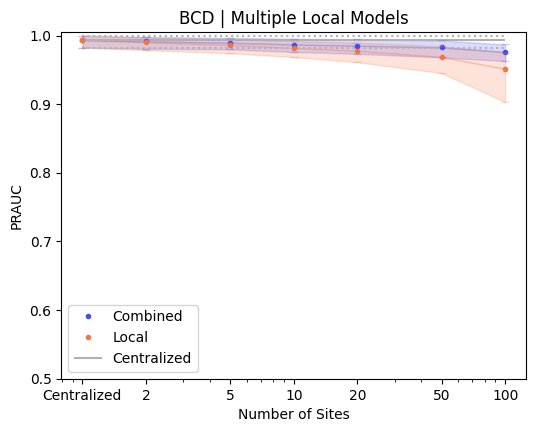 BCD | Multiple Local Models
PRAUC
1.0
0.9
0.8
0.7
0.6
0.5
Combined
Local
Centralized
Centralized 2 5 10 20 50 100
Number of Sites